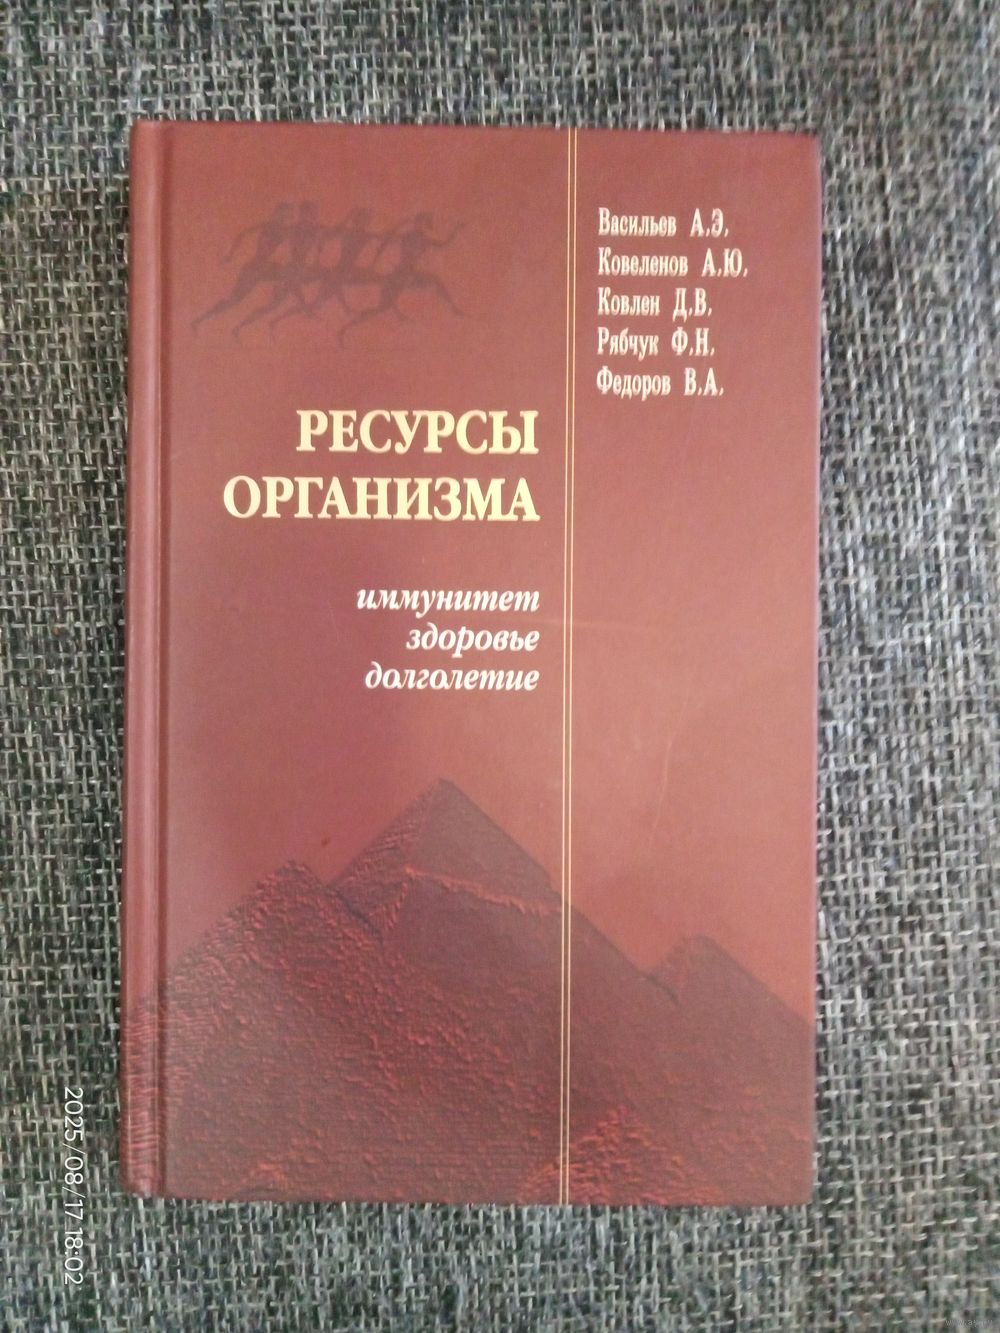 Васильев А.Э.
Ковеленов А.Ю.
Ковлен Д.В.
Рябчук Ф.Н.
Федоров В.А.
РЕСУРСЫ
ОРГАНИЗМА
иммунитет
здоровье
долголетие
2025/08/17 18:02